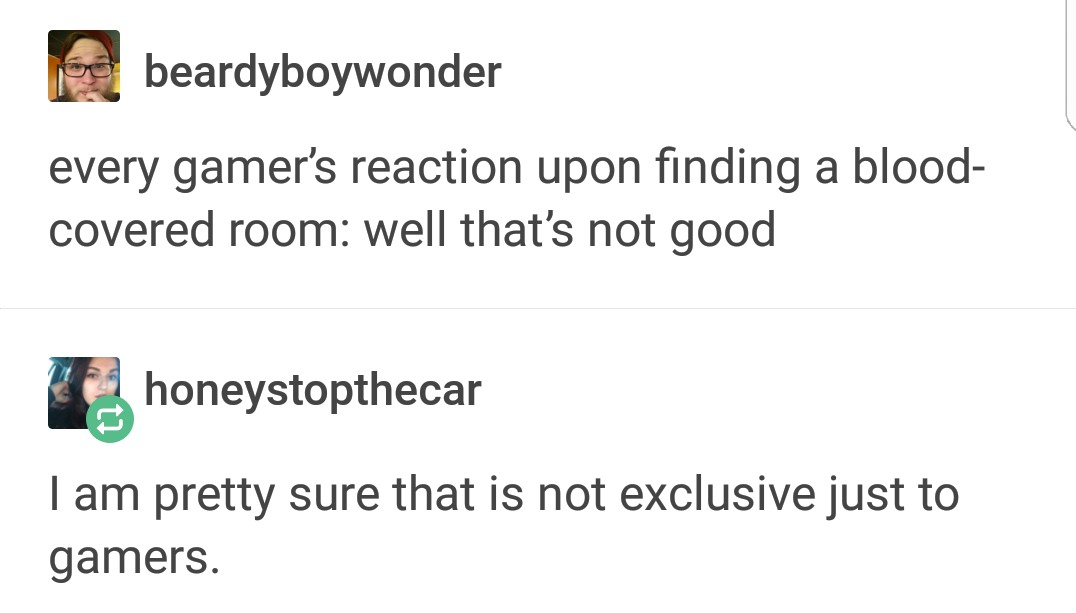 beardyboywonder
every gamer’s reaction upon finding a blood-
covered room: well that’s not good
honeystopthecar
I am pretty sure that is not exclusive just to
gamers.